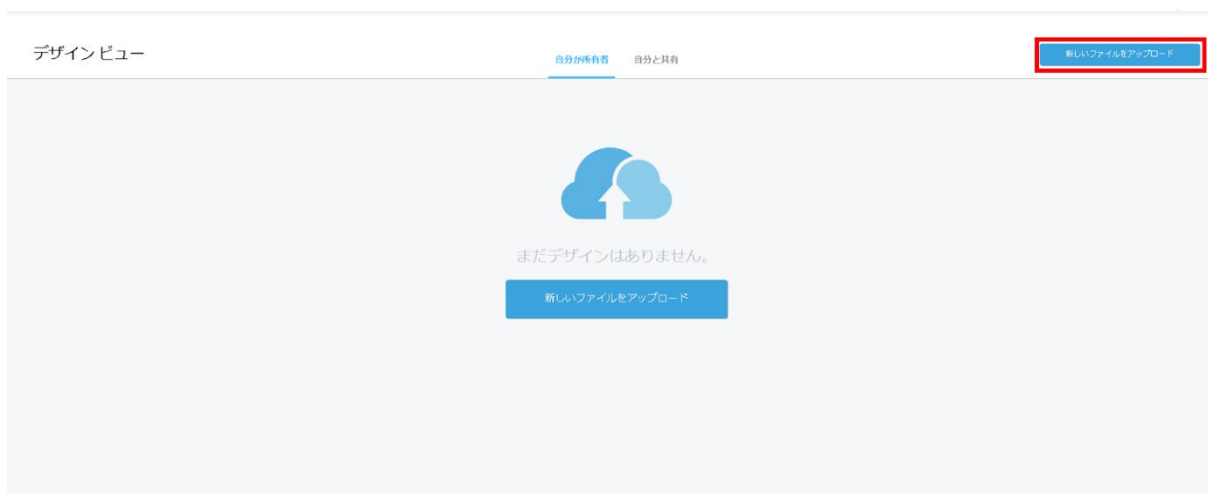 デザイン ビュー
自分が所有者
自分と共有
新しいファイルをアップロード
まだデザインはありません。
新しいファイルをアップロード